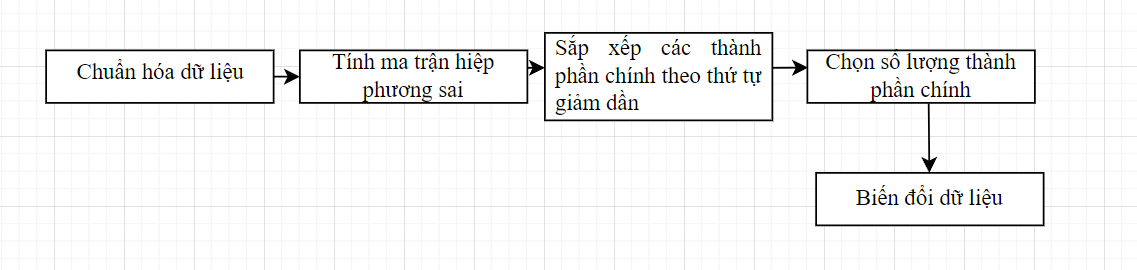 Chuẩn hóa dữ liệu
Tính ma trận hiệp
phương sai
Sắp xếp các thành
phần chính theo thứ tự
giảm dần
Chọn số lượng thành
phần chính
Biến đổi dữ liệu